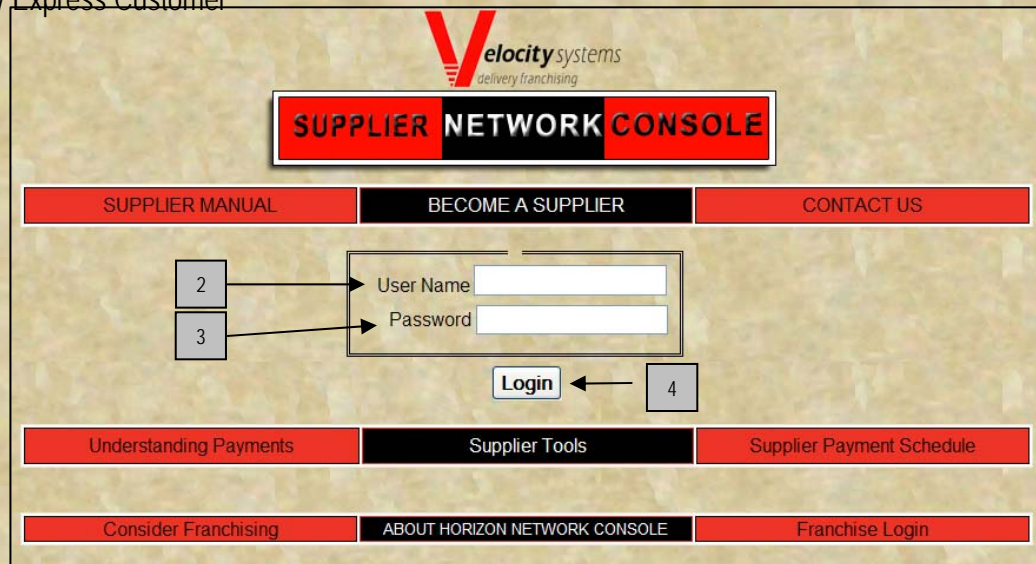 Express Customer
Velocity systems
delivery franchising
SUPPLIER NETWORK CONSOLE
SUPPLIER MANUAL BECOME A SUPPLIER CONTACT US
2 User Name
3 Password
Login 4
Understanding Payments Supplier Tools Supplier Payment Schedule
Consider Franchising ABOUT HORIZON NETWORK CONSOLE Franchise Login